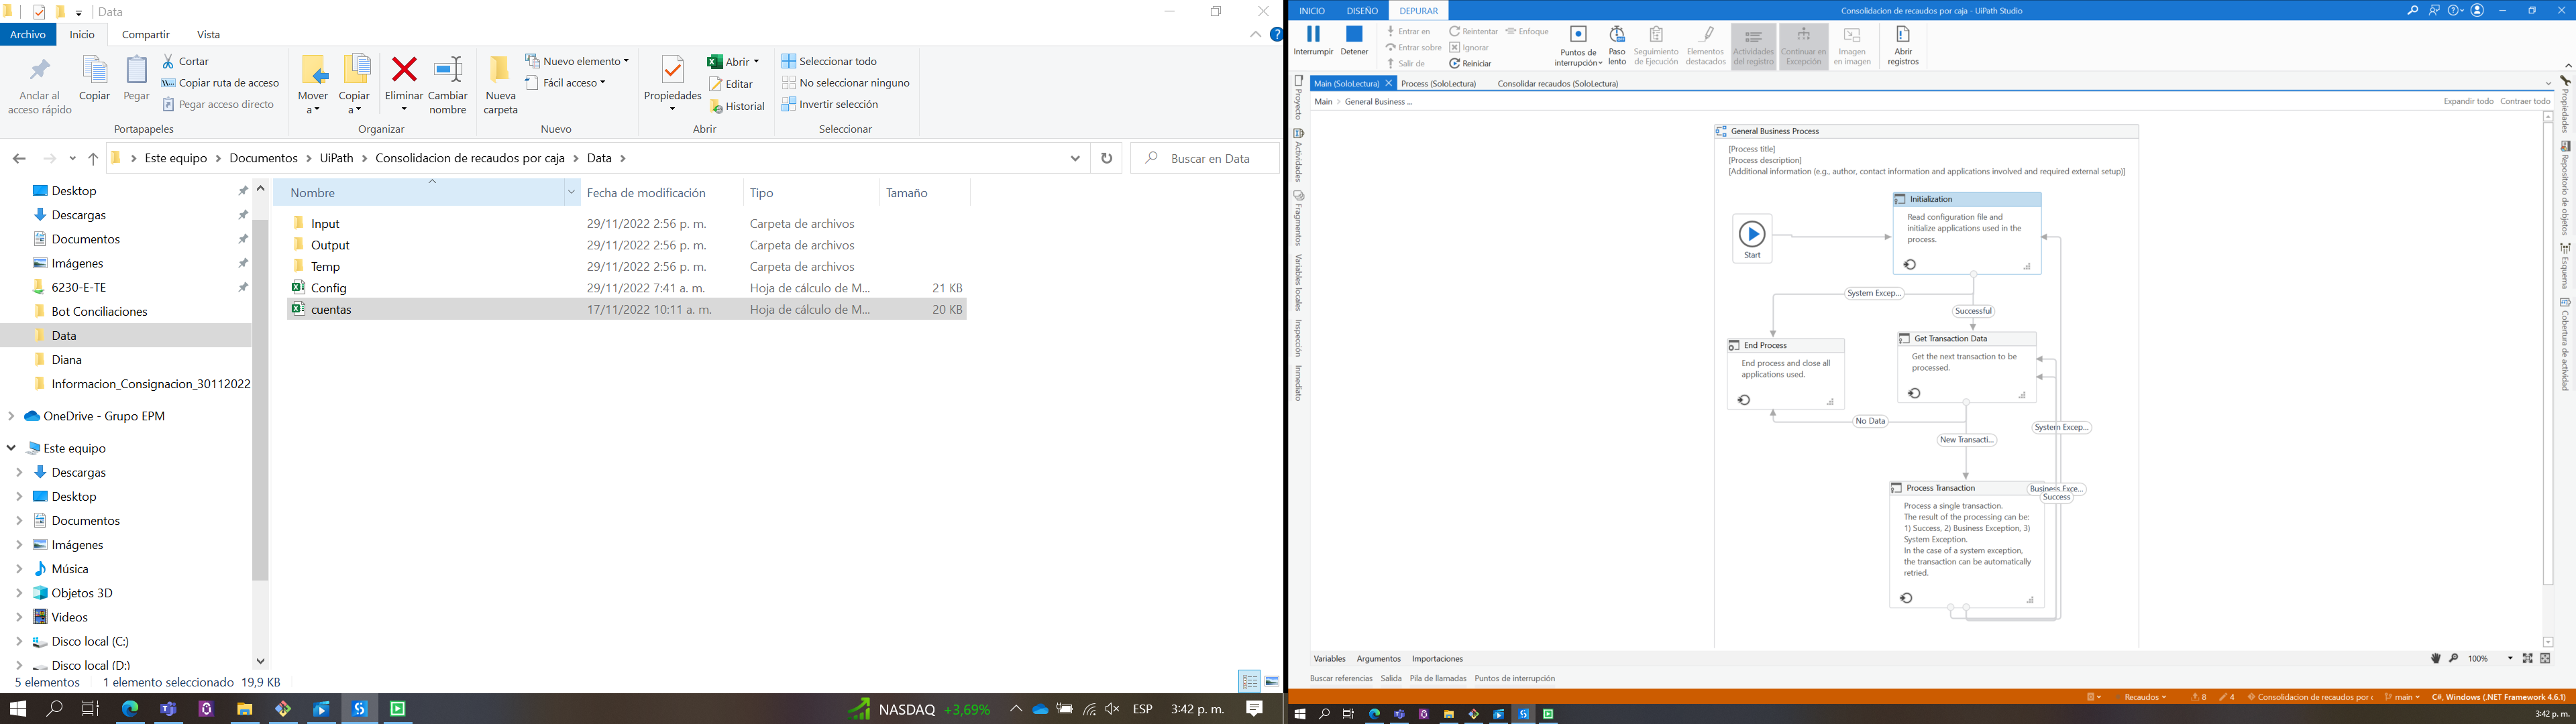 Data
Archivo
Inicio
Compartir
Vista
Anclar al acceso rápido
Copiar
Pegar
Cortar
Copiar ruta de acceso
Pegar acceso directo
Portapapeles
Mover a
Copiar a
Eliminar
Cambiar nombre
Organizar
Nueva carpeta
Nuevo elemento
Fácil acceso
Nuevo
Propiedades
Abrir
Editar
Historial
Abrir
Seleccionar todo
No seleccionar ninguno
Invertir selección
Seleccionar
Este equipo > Documentos > UiPath > Consolidacion de recaudos por caja > Data >
Buscar en Data
Desktop
Descargas
Documentos
Imágenes
6230-E-TE
Bot Conciliaciones
Data
Diana
Informacion_Consignacion_30112022
OneDrive - Grupo EPM
Este equipo
Descargas
Desktop
Documentos
Imágenes
Música
Objetos 3D
Videos
Disco local (C:)
Disco local (D:)
Nombre Fecha de modificación Tipo Tamaño
Input 29/11/2022 2:56 p. m. Carpeta de archivos
Output 29/11/2022 2:56 p. m. Carpeta de archivos
Temp 29/11/2022 2:56 p. m. Carpeta de archivos
Config 29/11/2022 7:41 a. m. Hoja de cálculo de M... 21 KB
cuentas 17/11/2022 10:11 a. m. Hoja de cálculo de M... 20 KB
5 elementos 1 elemento seleccionado 19,9 KB
NASDAQ +3,69% ESP 3:42 p. m.
INICIO DISEÑO DEPURAR
Consolidacion de recaudos por caja - UiPath Studio
Interrumpir
Detener
Entrar en
Entrar sobre
Salir de
Reintentar
Ignorar
Reiniciar
Enfoque
Puntos de interrupción
Paso lento
Seguimiento de Ejecución
Elementos destacados
Actividades del registro
Continuar en Excepción
Imagen en imagen
Abrir registros
Main (SoloLectura) Process (SoloLectura) Consolidar recaudos (SoloLectura)
Main > General Business ...
Expandir todo Contraer todo
Proyecto
Actividades
Fragmentos
Variables locales
Inspección
Inmediato
General Business Process
[Process title]
[Process description]
[Additional information (e.g., author, contact information and applications involved and required external setup)]
Start
Initialization
Read configuration file and
initialize applications used in the
process.
System Excep...
Successful
End Process
End process and close all
applications used.
Get Transaction Data
Get the next transaction to be
processed.
No Data
New Transacti...
System Excep...
Process Transaction
Business Exce...
Success
Process a single transaction.
The result of the processing can be:
1) Success, 2) Business Exception, 3)
System Exception.
In the case of a system exception,
the transaction can be automatically
retried.
Propiedades
Repositorio de objetos
Esquema
Cobertura de actividad
Variables Argumentos Importaciones
100%
Buscar referencias Salida Pila de llamadas Puntos de interrupción
Recaudos 8 4 Consolidacion de recaudos por c main C#, Windows (.NET Framework 4.6.1)
3:42 p. m.